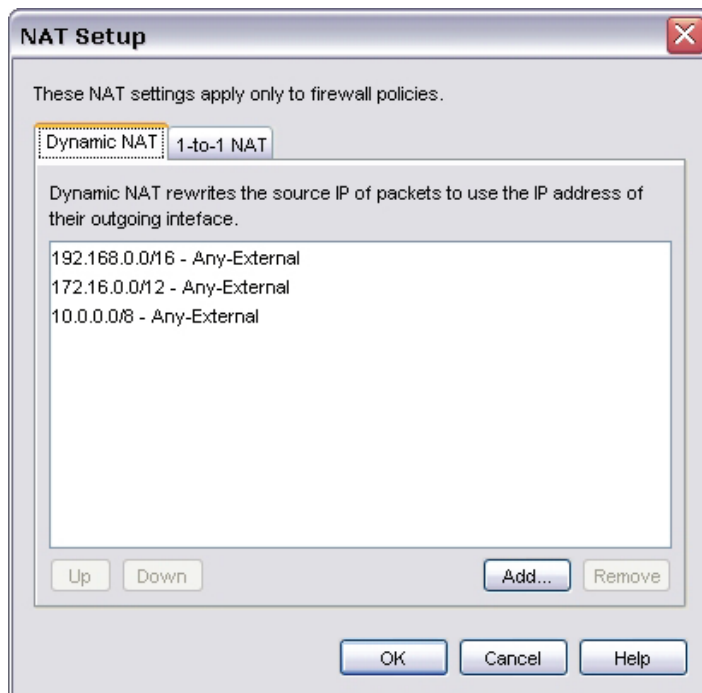 NAT Setup
These NAT settings apply only to firewall policies.
Dynamic NAT
1-to-1 NAT
Dynamic NAT rewrites the source IP of packets to use the IP address of
their outgoing inteface.
192.168.0.0/16 - Any-External
172.16.0.0/12 - Any-External
10.0.0.0/8 - Any-External
Up
Down
Add...
Remove
OK
Cancel
Help